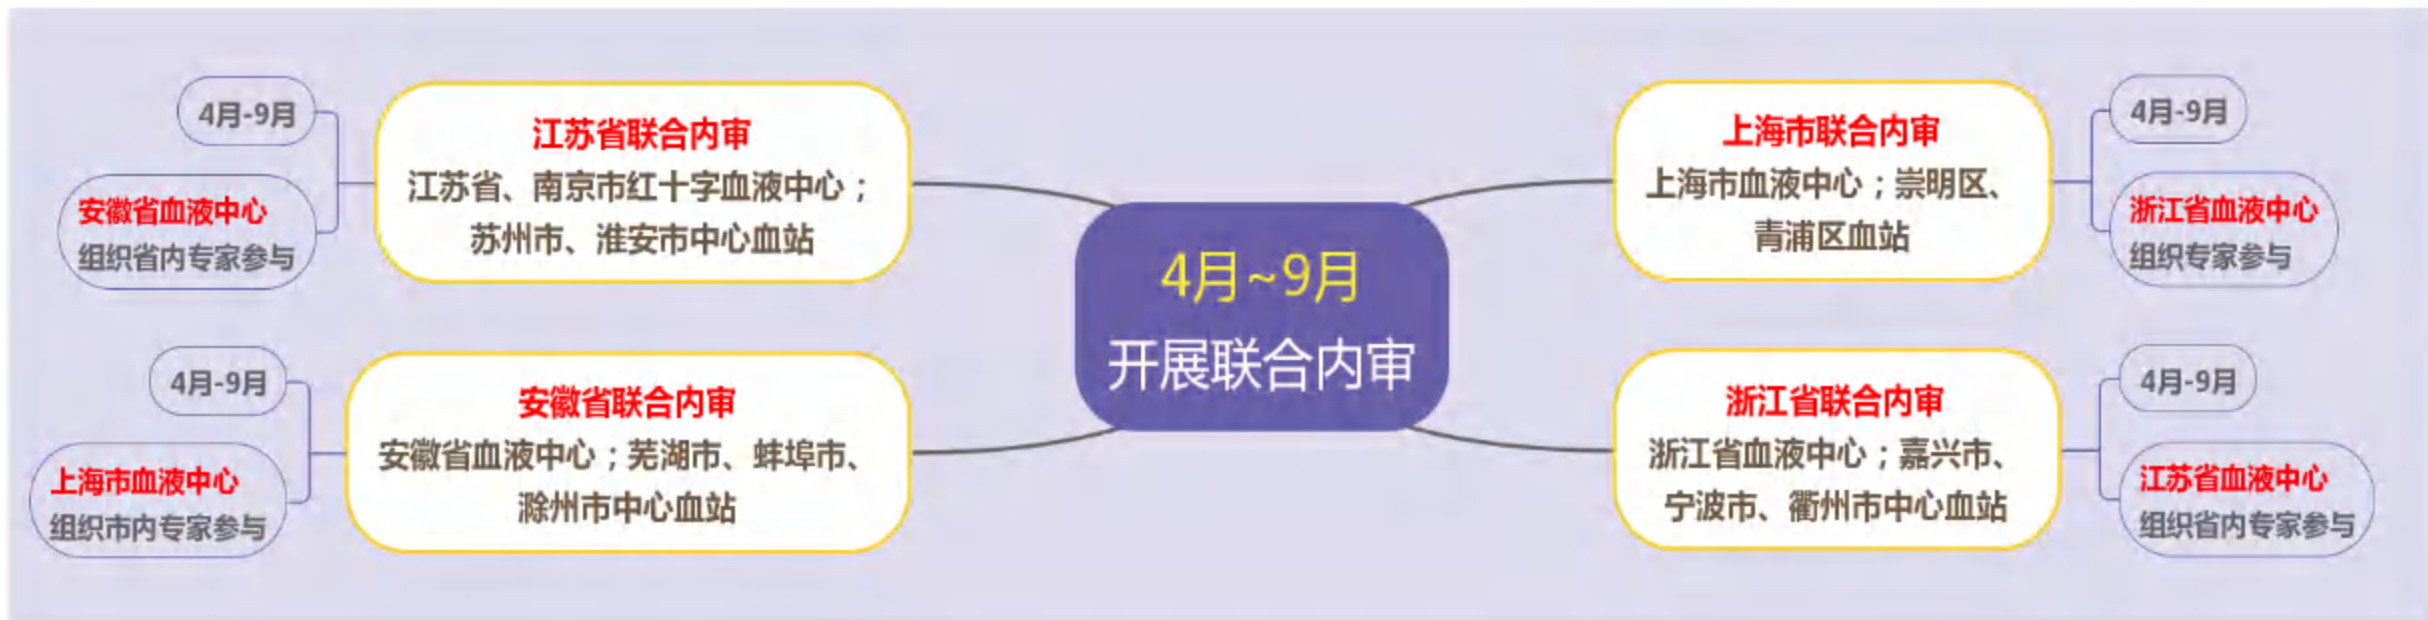 4月~9月
开展联合内审
江苏省联合内审
江苏省、南京市红十字血液中心；
苏州市、淮安市中心血站
4月-9月
安徽省血液中心
组织省内专家参与
安徽省联合内审
安徽省血液中心；芜湖市、蚌埠市、
滁州市中心血站
4月-9月
上海市血液中心
组织市内专家参与
上海市联合内审
上海市血液中心；崇明区、
青浦区血站
4月-9月
浙江省血液中心
组织专家参与
浙江省联合内审
浙江省血液中心；嘉兴市、
宁波市、衢州市中心血站
4月-9月
江苏省血液中心
组织省内专家参与